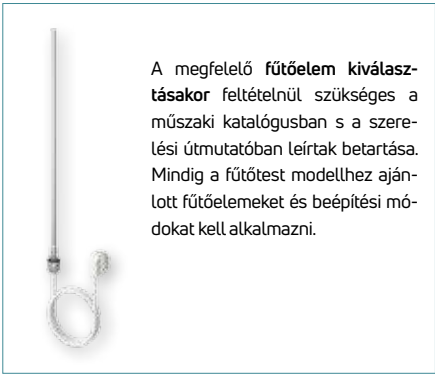 A megfelelő fűtőelem kiválasz-
tásakor feltételnül szükséges a
műszaki katalógusban s a szere-
lési útmutatóban leírtak betartása.
Mindig a fűtőtest modellhez aján-
lott fűtőelemeket és beépítési mó-
dokat kell alkalmazni.